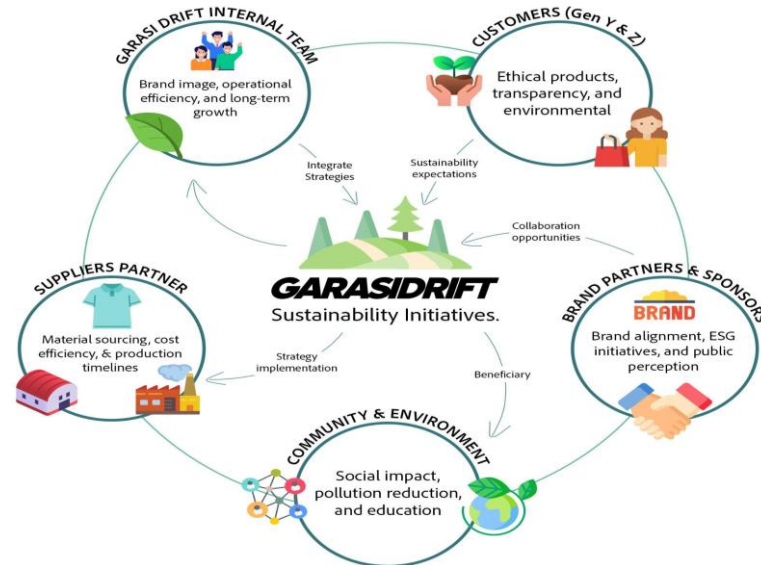 GARASI DRIFT INTERNAL TEAM
Brand image, operational
efficiency, and long-term
growth
CUSTOMERS (Gen Y & Z)
Ethical products,
transparency, and
environmental
Integrate
Strategies
Sustainability
expectations
Collaboration
opportunities
GARASIDRIFT
Sustainability Initiatives.
SUPPLIERS PARTNER
Material sourcing, cost
efficiency, & production
timelines
BRAND PARTNERS & SPONSORS
BRAND
Brand alignment, ESG
initiatives, and public
perception
Strategy
implementation
Beneficiary
COMMUNITY & ENVIRONMENT
Social impact,
pollution reduction,
and education